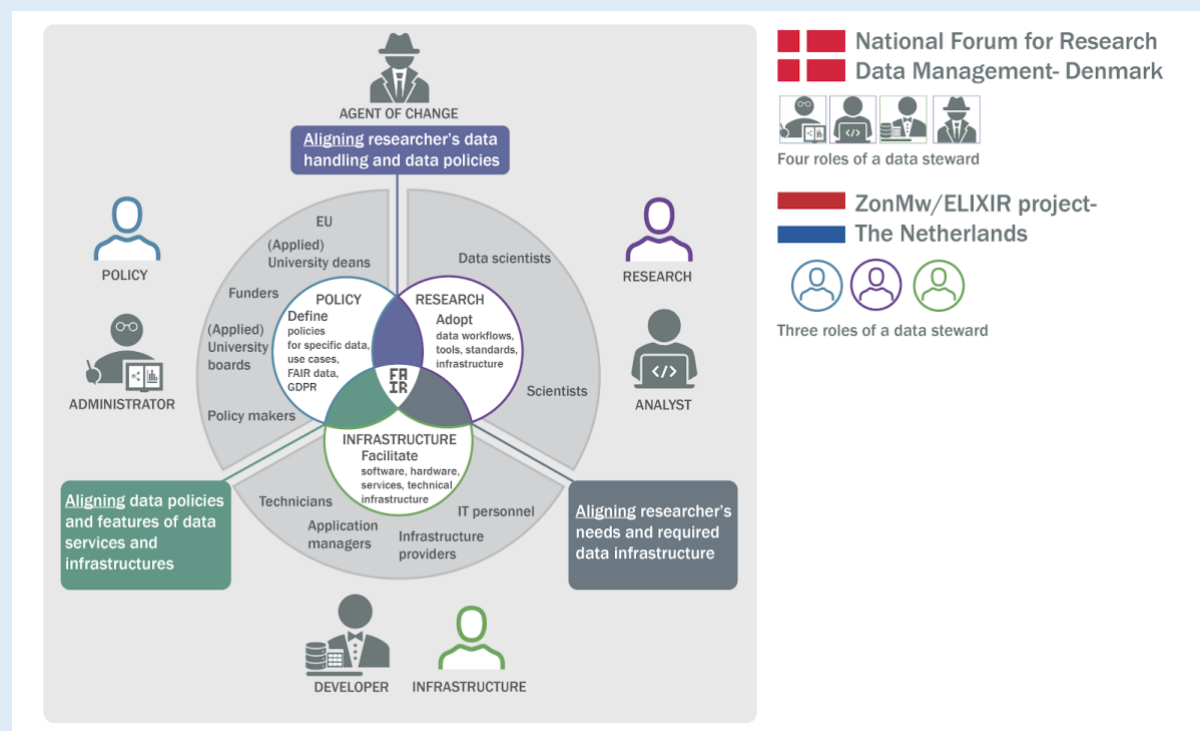 AGENT OF CHANGE
Aligning researcher's data
handling and data policies
POLICY
ADMINISTRATOR
EU
(Applied)
University deans
Funders
(Applied)
University
boards
Policy makers
POLICY
Define
policies
for specific data,
use cases,
FAIR data,
GDPR
RESEARCH
Adopt
data workflows,
tools, standards,
infrastructure
FA
IR
Data scientists
Scientists
RESEARCH
</>
ANALYST
INFRASTRUCTURE
Facilitate
software, hardware,
services, technical
infrastructure
Technicians
Application
managers
Infrastructure
providers
IT personnel
Aligning data policies
and features of data
services and
infrastructures
Aligning researcher's
needs and required
data infrastructure
DEVELOPER
INFRASTRUCTURE
National Forum for Research
Data Management- Denmark
</>
Four roles of a data steward
ZonMw/ELIXIR project-
The Netherlands
Three roles of a data steward